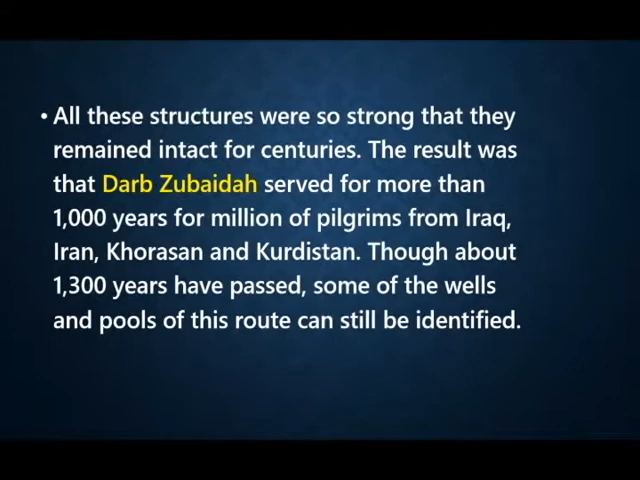 • All these structures were so strong that they
remained intact for centuries. The result was
that Darb Zubaidah served for more than
1,000 years for million of pilgrims from Iraq,
Iran, Khorasan and Kurdistan. Though about
1,300 years have passed, some of the wells
and pools of this route can still be identified.